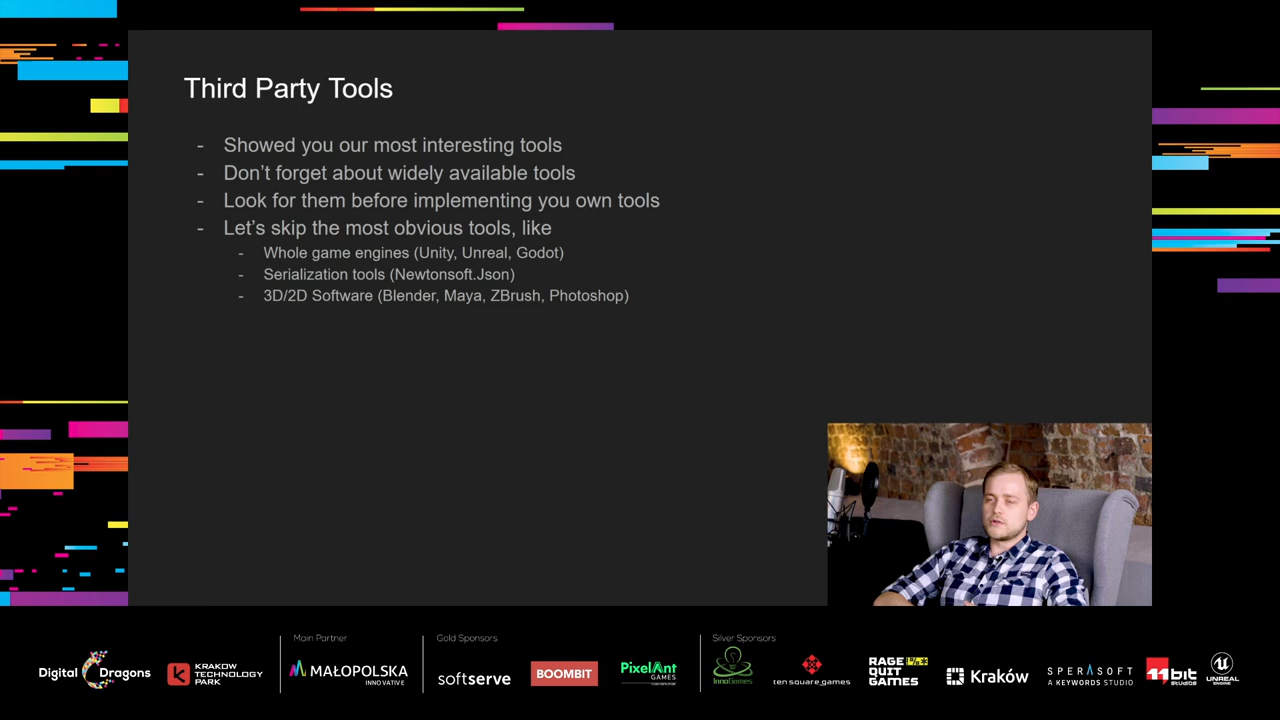 Third Party Tools
- Showed you our most interesting tools
- Don't forget about widely available tools
- Look for them before implementing you own tools
- Let's skip the most obvious tools, like
- Whole game engines (Unity, Unreal, Godot)
- Serialization tools (Newtonsoft.Json)
- 3D/2D Software (Blender, Maya, ZBrush, Photoshop)
Main Partner
Gold Sponsors
Silver Sponsors
Digital Dragons
KRAKOW
TECHNOLOGY
PARK
MAŁOPOLSKA
INNOVATIVE
softserve
BOOMBIT
PixelAnt
GAMES
InnoGames
ten square games
RAGE
QUIT
GAMES
Kraków
SPERASOFT
A KEYWORDS STUDIO
11 bit
studios
UNREAL
ENGINE